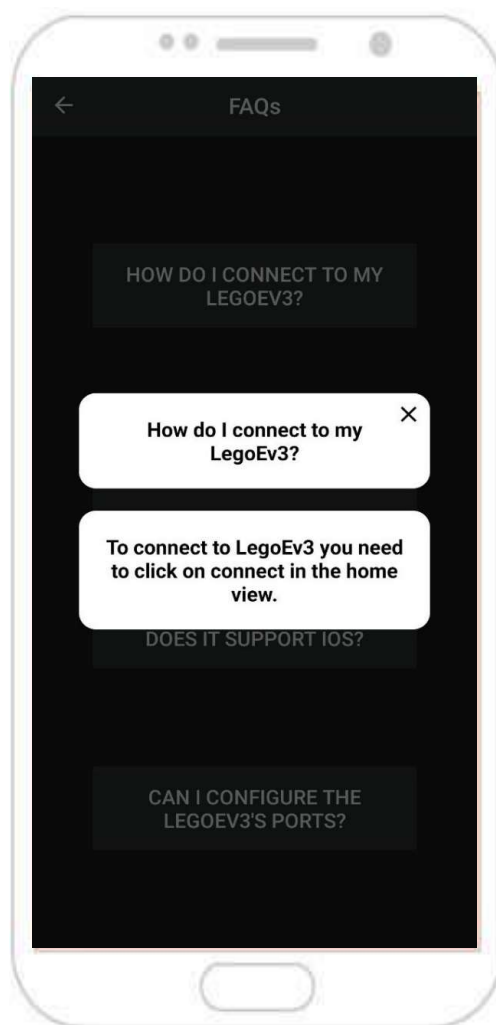 FAQs
HOW DO I CONNECT TO MY
LEGOEV3?
How do I connect to my
LegoEv3?
To connect to LegoEv3 you need
to click on connect in the home
view.
DOES IT SUPPORT IOS?
CAN I CONFIGURE THE
LEGOEV3'S PORTS?